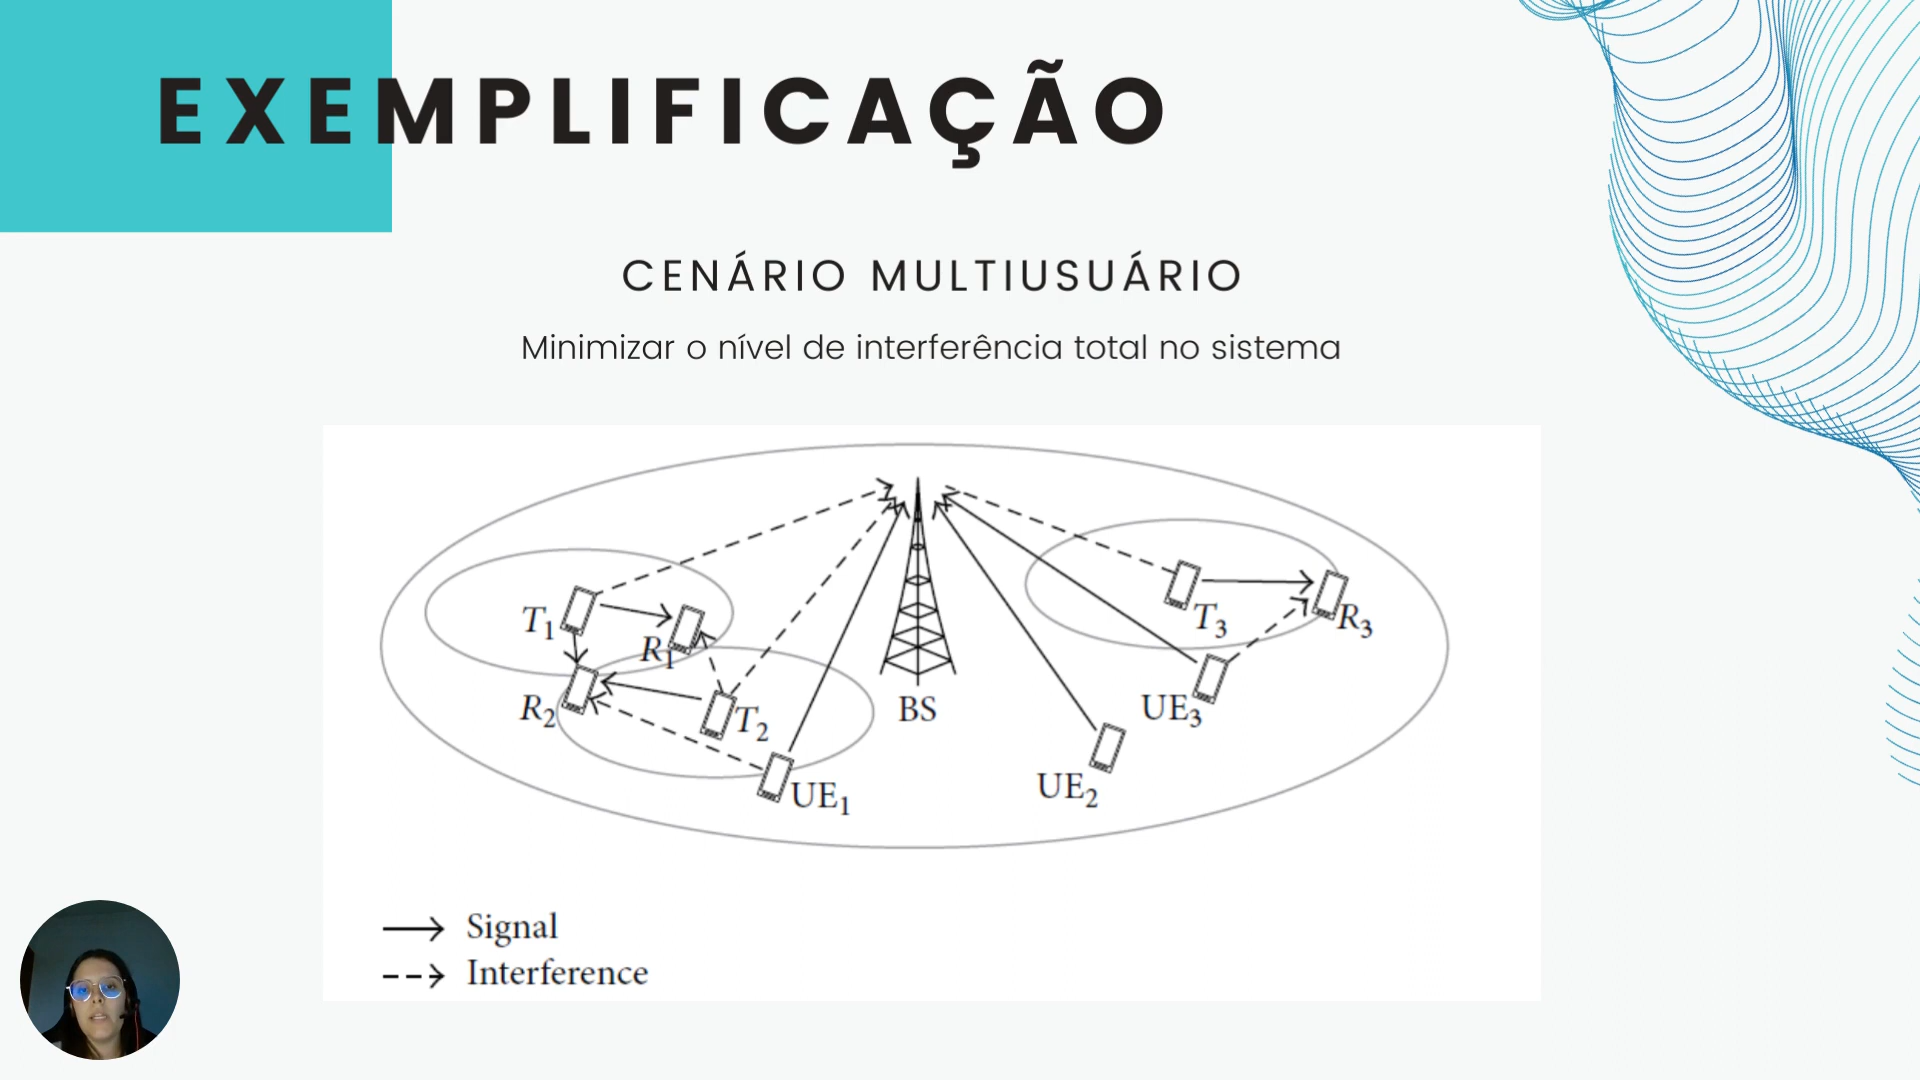 EXEMPLIFICAÇÃO
CENÁRIO MULTIUSUÁRIO
Minimizar o nível de interferência total no sistema
T1
R1
R2
T2
UE1
BS
T3
R3
UE3
UE2
Signal
Interference